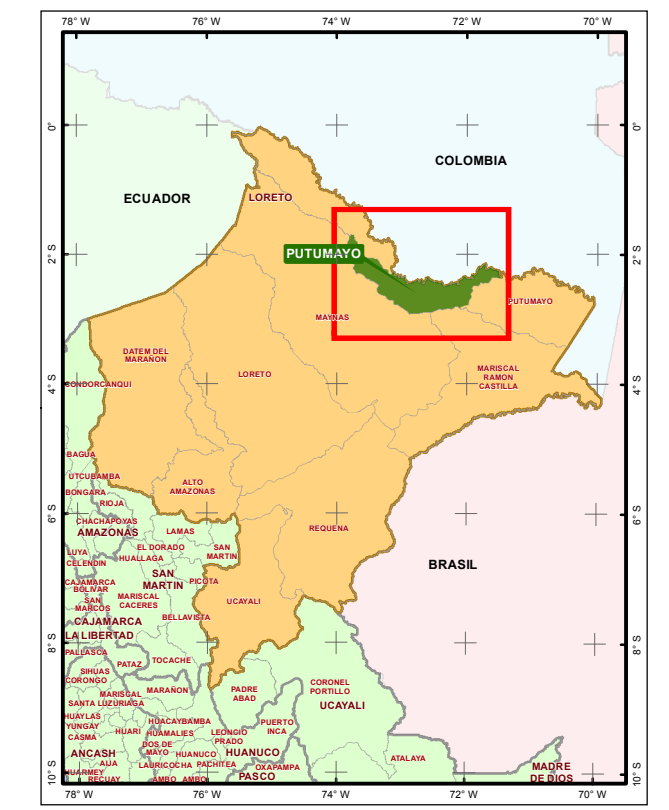 78° W 76° W 74° W 72° W 70° W
0° 0°
COLOMBIA
ECUADOR
LORETO
2° S 2° S
PUTUMAYO
PUTUMAYO
MAYNAS
DATEM DEL
MARAÑON
LORETO
MARISCAL
RAMON
CASTILLA
4° S 4° S
CONDORCANQUI
BAGUA
UTCUBAMBA
BONGARA
RIOJA
ALTO
AMAZONAS
6° S 6° S
CHACHAPOYAS
AMAZONAS
LAMAS
REQUENA
EL DORADO
SAN
MARTIN
LUYA
HUALLAGA
CELENDIN
BRASIL
SAN
MARTIN
PICOTA
CAJAMARCA
BOLIVAR
SAN
MARCOS
MARISCAL
CACERES
UCAYALI
CAJAMARCA
BELLAVISTA
LA LIBERTAD
8° S 8° S
PALLASCA
PATAZ
TOCACHE
SIHUAS
CORONGO
MARISCAL
LUZURIAGA
MARAÑON
PADRE
ABAD
CORONEL
PORTILLO
SANTA
UCAYALI
HUAYLAS
YUNGAY
HUACAYBAMBA
CASMA
HUARI
HUAMALIES
LEONCIO
PRADO
PUERTO
INCA
DOS DE
MAYO
HUANUCO
HUANUCO
ANCASH
AIJA
LAURICOCHA
PACHITEA
OXAPAMPA
ATALAYA
MADRE
DE DIOS
HUARMEY
RECUAY
AMBO
AMBO
PASCO
10° S 10° S
78° W 76° W 74° W 72° W 70° W